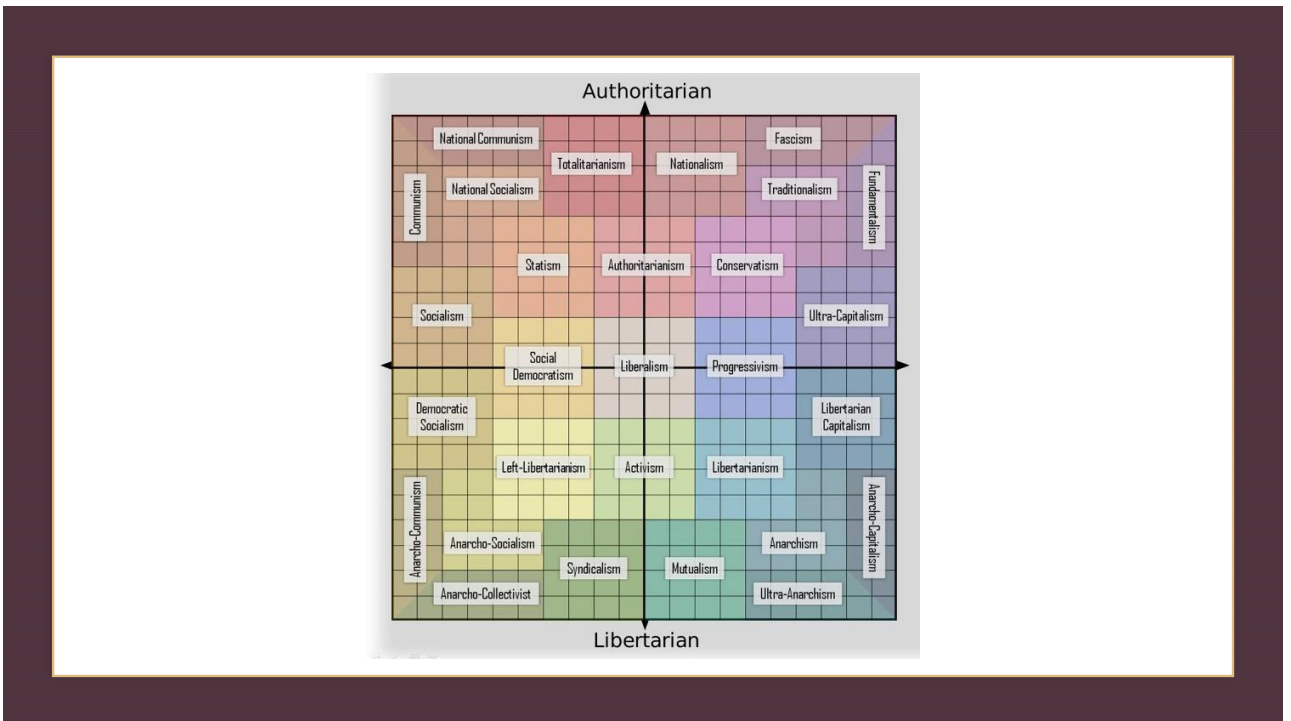 Authoritarian
National Communism
Fascism
Totalitarianism
Nationalism
Communism
National Socialism
Traditionalism
Fundamentalism
Statism
Authoritarianism
Conservatism
Socialism
Ultra-Capitalism
Social
Democratism
Liberalism
Progressivism
Democratic
Socialism
Libertarian
Capitalism
Left-Libertarianism
Activism
Libertarianism
Anarcho-Communism
Anarcho-Capitalism
Anarcho-Socialism
Anarchism
Syndicalism
Mutualism
Anarcho-Collectivist
Ultra-Anarchism
Libertarian